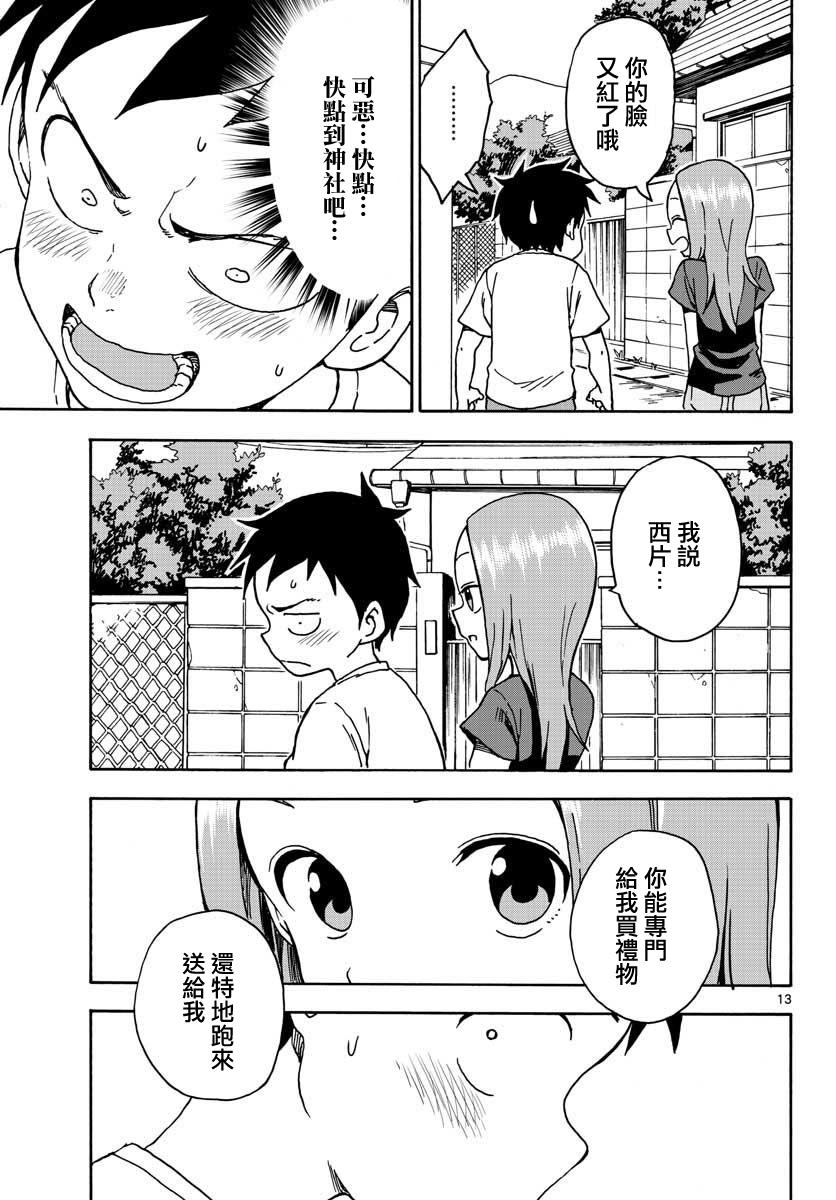 你的臉
又紅了哦
………
可惡…快點…
快點到神社吧…
我説
西片…
你能專門
給我買禮物
還特地跑來
送給我
13